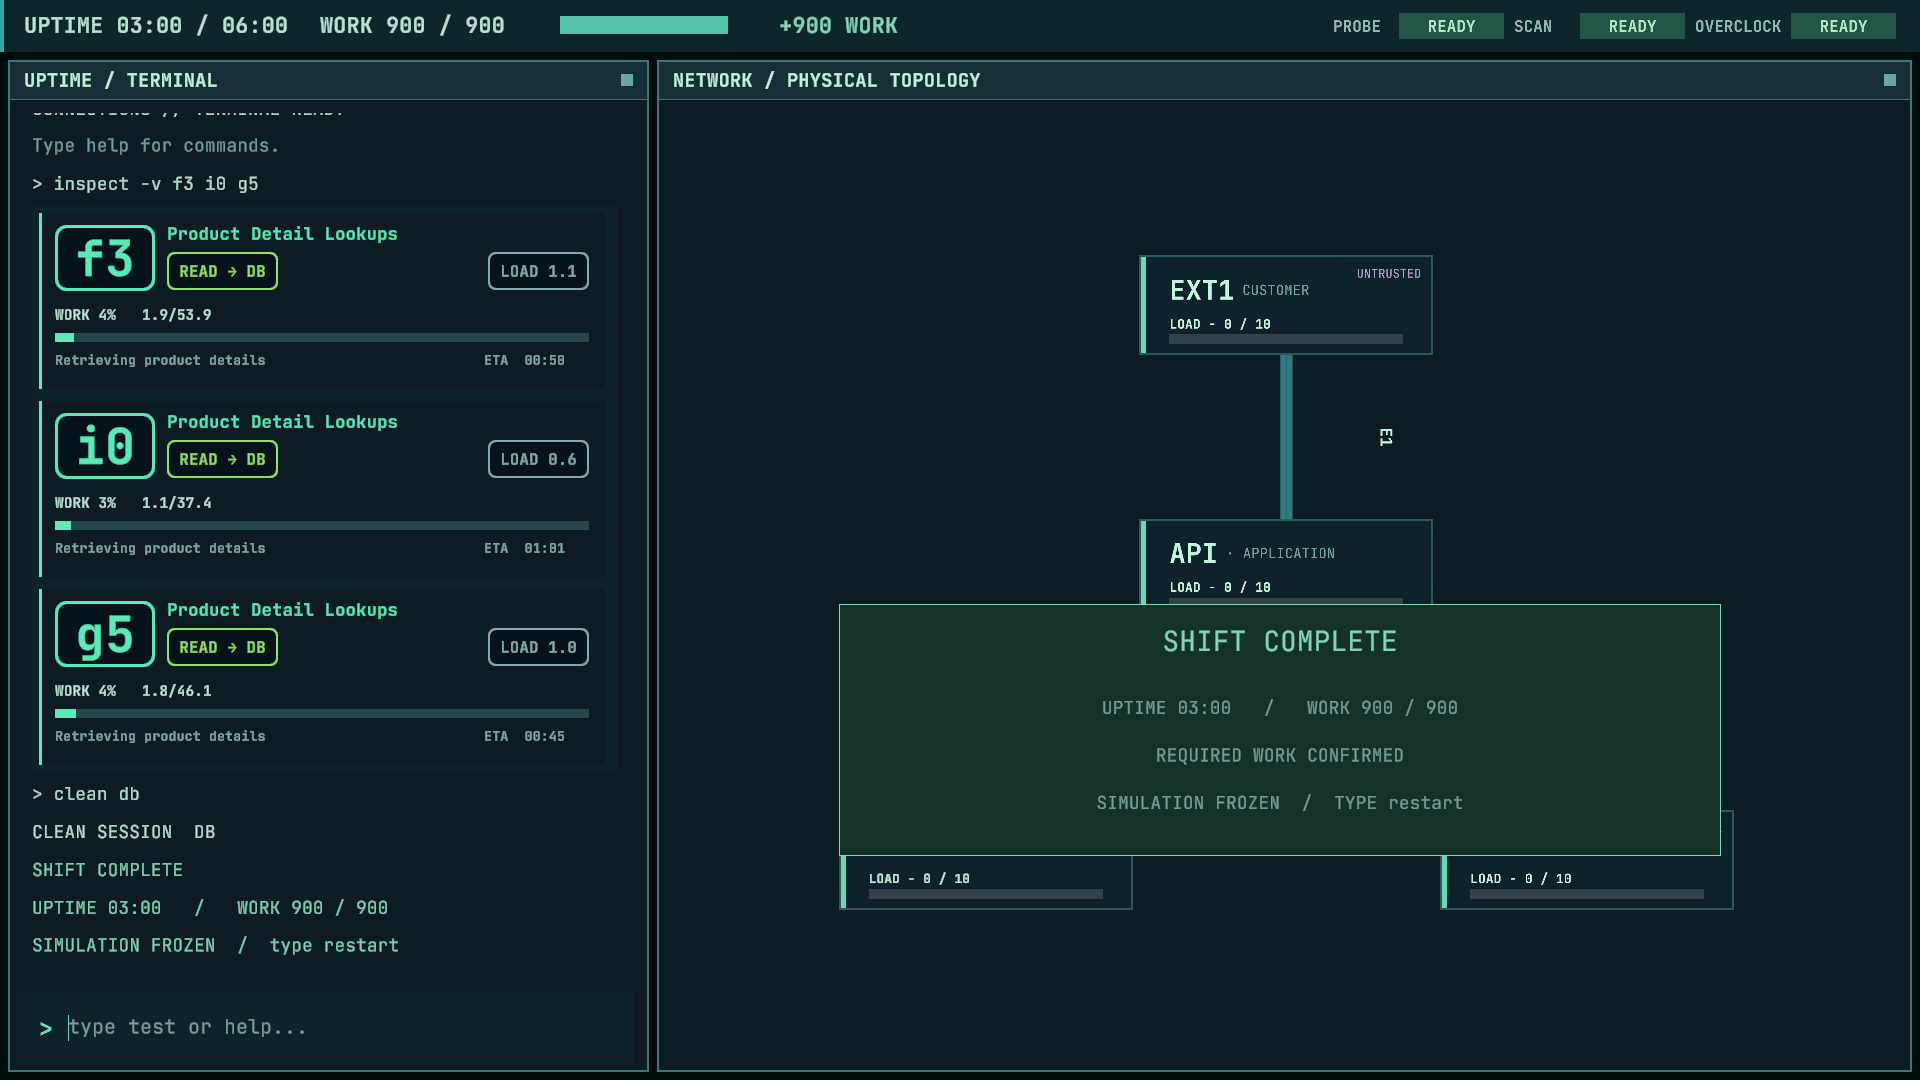 UPTIME 03:00 / 06:00 WORK 900 / 900 +900 WORK PROBE READY SCAN READY OVERCLOCK READY
UPTIME / TERMINAL
Type help for commands.
> inspect -v f3 i0 g5
f3 Product Detail Lookups
READ → DB LOAD 1.1
WORK 4% 1.9/53.9
Retrieving product details ETA 00:50
i0 Product Detail Lookups
READ → DB LOAD 0.6
WORK 3% 1.1/37.4
Retrieving product details ETA 01:01
g5 Product Detail Lookups
READ → DB LOAD 1.0
WORK 4% 1.8/46.1
Retrieving product details ETA 00:45
> clean db
CLEAN SESSION DB
SHIFT COMPLETE
UPTIME 03:00 / WORK 900 / 900
SIMULATION FROZEN / type restart
> type test or help...
NETWORK / PHYSICAL TOPOLOGY
UNTRUSTED
EXT1 CUSTOMER
LOAD - 0 / 10
E1
API · APPLICATION
LOAD - 0 / 10
SHIFT COMPLETE
UPTIME 03:00 / WORK 900 / 900
REQUIRED WORK CONFIRMED
SIMULATION FROZEN / TYPE restart
LOAD - 0 / 10
LOAD - 0 / 10